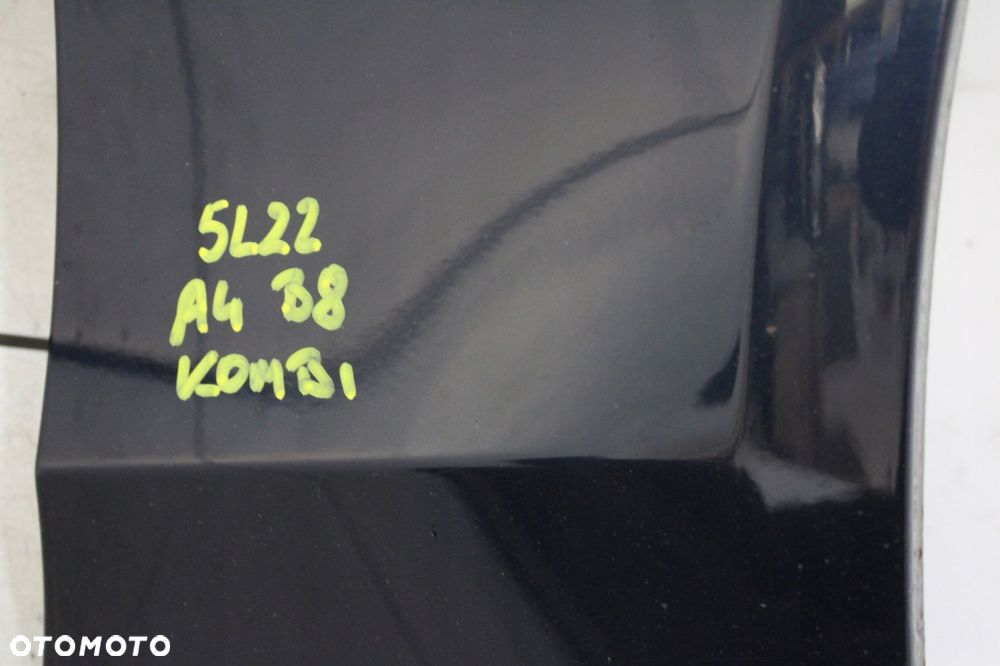 5L22
A4 B8
KOMBI
OTOMOTO